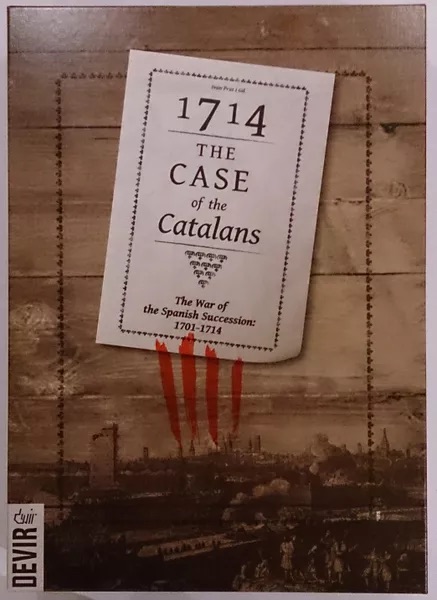 1714
THE
CASE
of the
Catalans
The War of
the Spanish Succession:
1701-1714
DEVIR